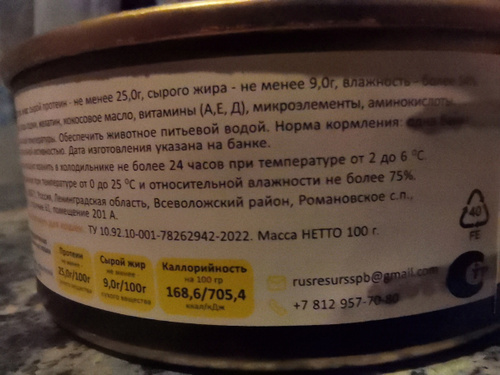 сырой протеин - не менее 25,0г, сырого жира - не менее 9,0г, влажность - более
кокосовое масло, витамины (А,Е, Д), микроэлементы, аминокислоты.
Обеспечить животное питьевой водой. Норма кормления:
Дата изготовления указана на банке.
в холодильнике не более 24 часов при температуре от 2 до 6 °С
температуре от 0 до 25 °С и относительной влажности не более 75%.
Ленинградская область, Всеволожский район, Романовское с.п.,
помещение 201 А.
ТУ 10.92.10-001-78262942-2022. Масса НЕТТО 100 г.
40
FE
Протеин
не менее
25,0г/100г
Сырой жир
не менее
9,0г/100г
сухого вещества
Каллорийность
на 100 гр
168,6/705,4
ккал/кДж
rusresursspb@gmail.com
+7 812 957-70-80